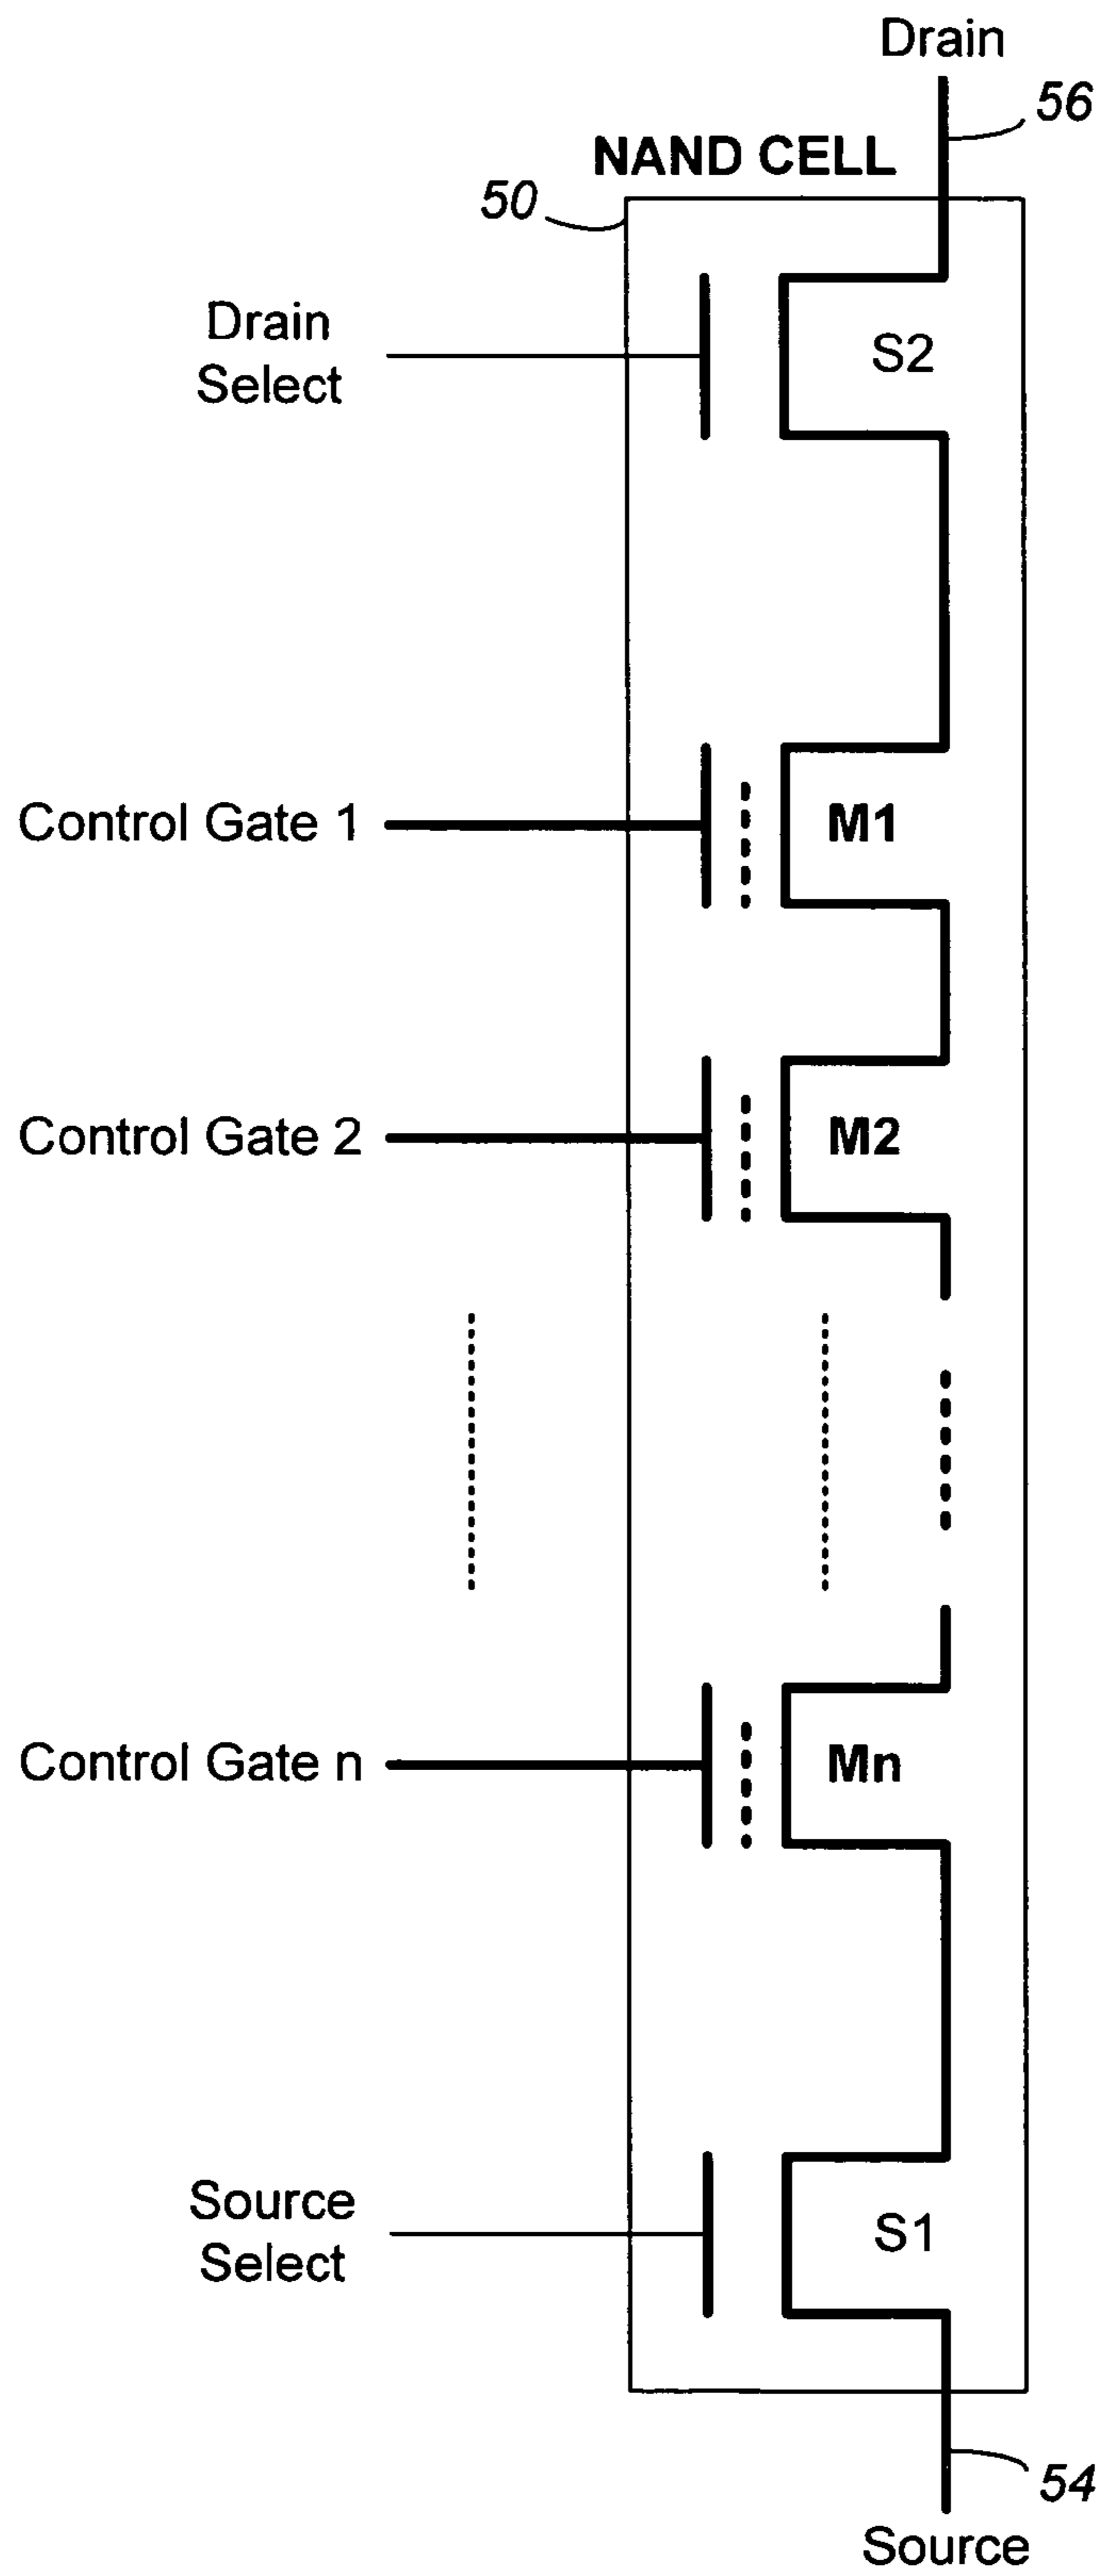 Drain
56
NAND CELL
50
Drain
Select
S2
Control Gate 1
M1
Control Gate 2
M2
Control Gate n
Mn
Source
Select
S1
54
Source